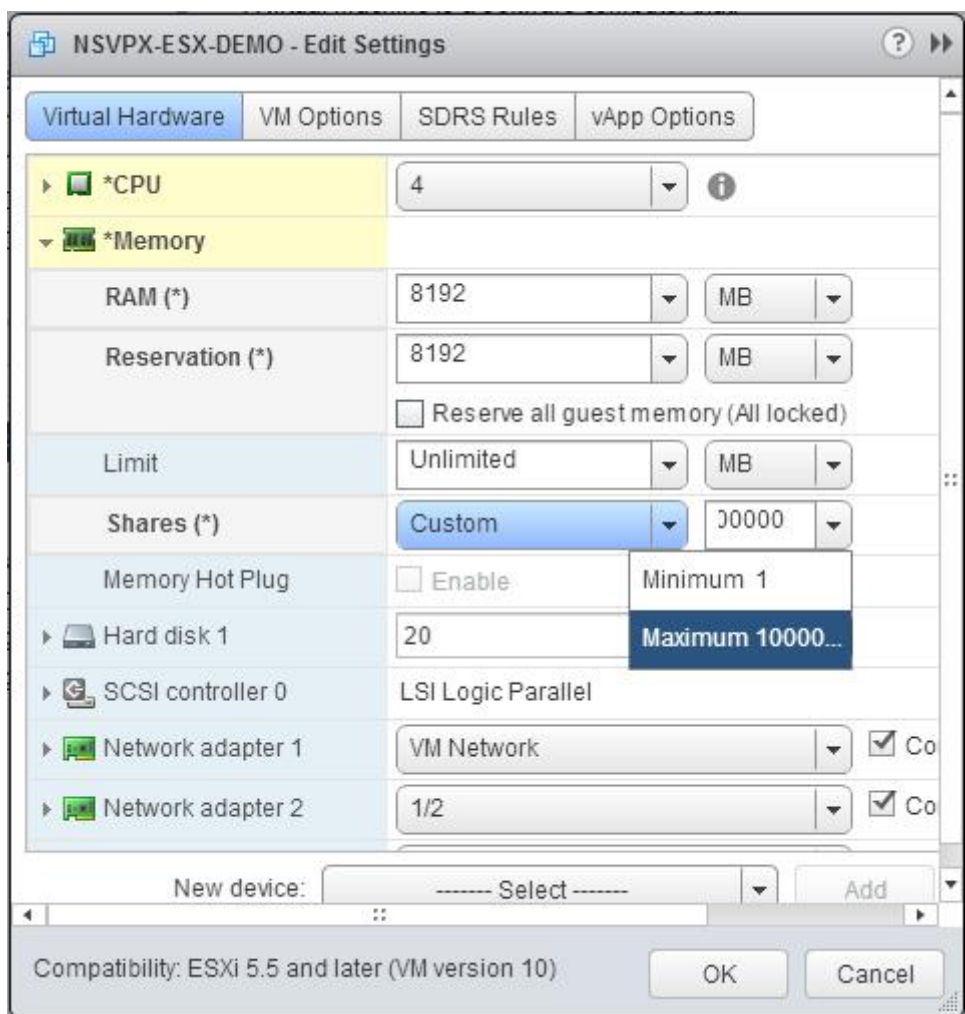 NSVPX-ESX-DEMO - Edit Settings
Virtual Hardware VM Options SDRS Rules vApp Options
*CPU 4
*Memory
RAM (*) 8192 MB
Reservation (*) 8192 MB
Reserve all guest memory (All locked)
Limit Unlimited MB
Shares (*) Custom 00000
Memory Hot Plug Enable Minimum 1
Hard disk 1 20 Maximum 10000...
SCSI controller 0 LSI Logic Parallel
Network adapter 1 VM Network Co
Network adapter 2 1/2 Co
New device: ------- Select ------- Add
Compatibility: ESXi 5.5 and later (VM version 10) OK Cancel